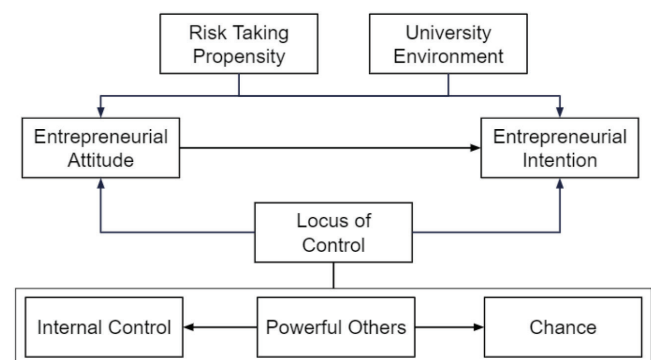 Risk Taking
Propensity
University
Environment
Entrepreneurial
Attitude
Entrepreneurial
Intention
Locus of
Control
Internal Control
Powerful Others
Chance